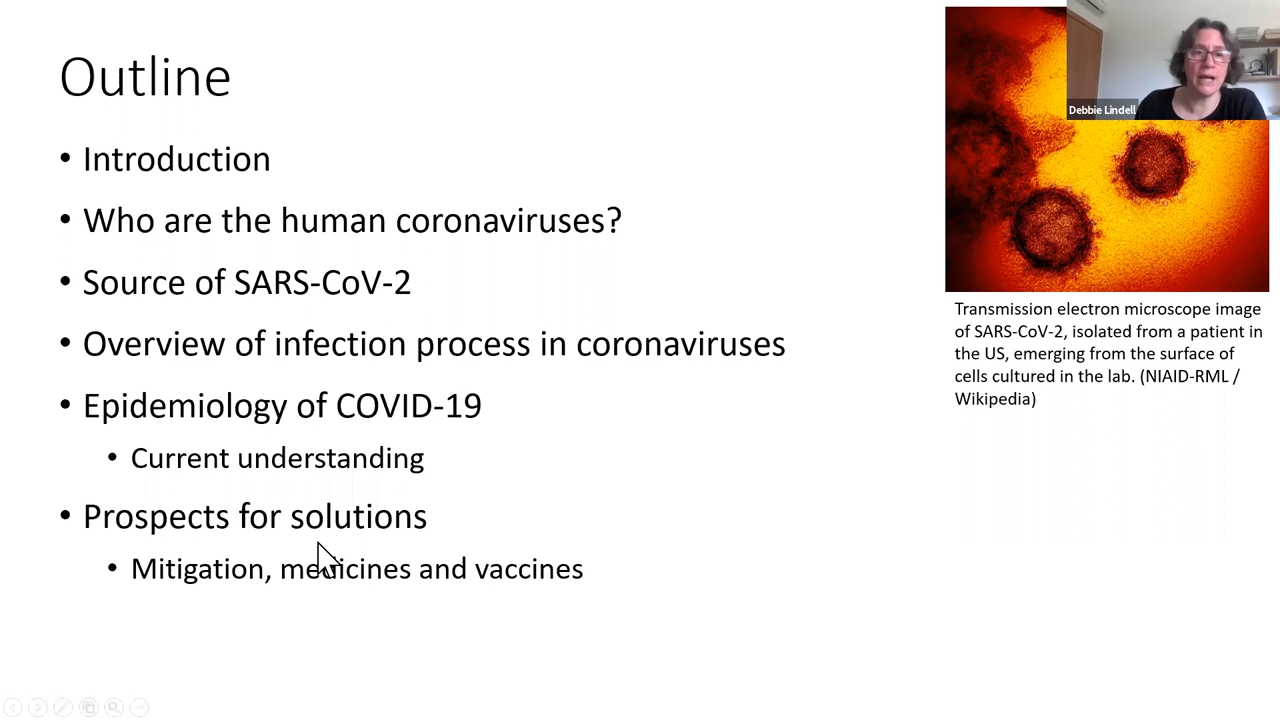 Outline
• Introduction
• Who are the human coronaviruses?
• Source of SARS-CoV-2
• Overview of infection process in coronaviruses
• Epidemiology of COVID-19
• Current understanding
• Prospects for solutions
• Mitigation, medicines and vaccines
Debbie Lindell
Transmission electron microscope image
of SARS-CoV-2, isolated from a patient in
the US, emerging from the surface of
cells cultured in the lab. (NIAID-RML /
Wikipedia)